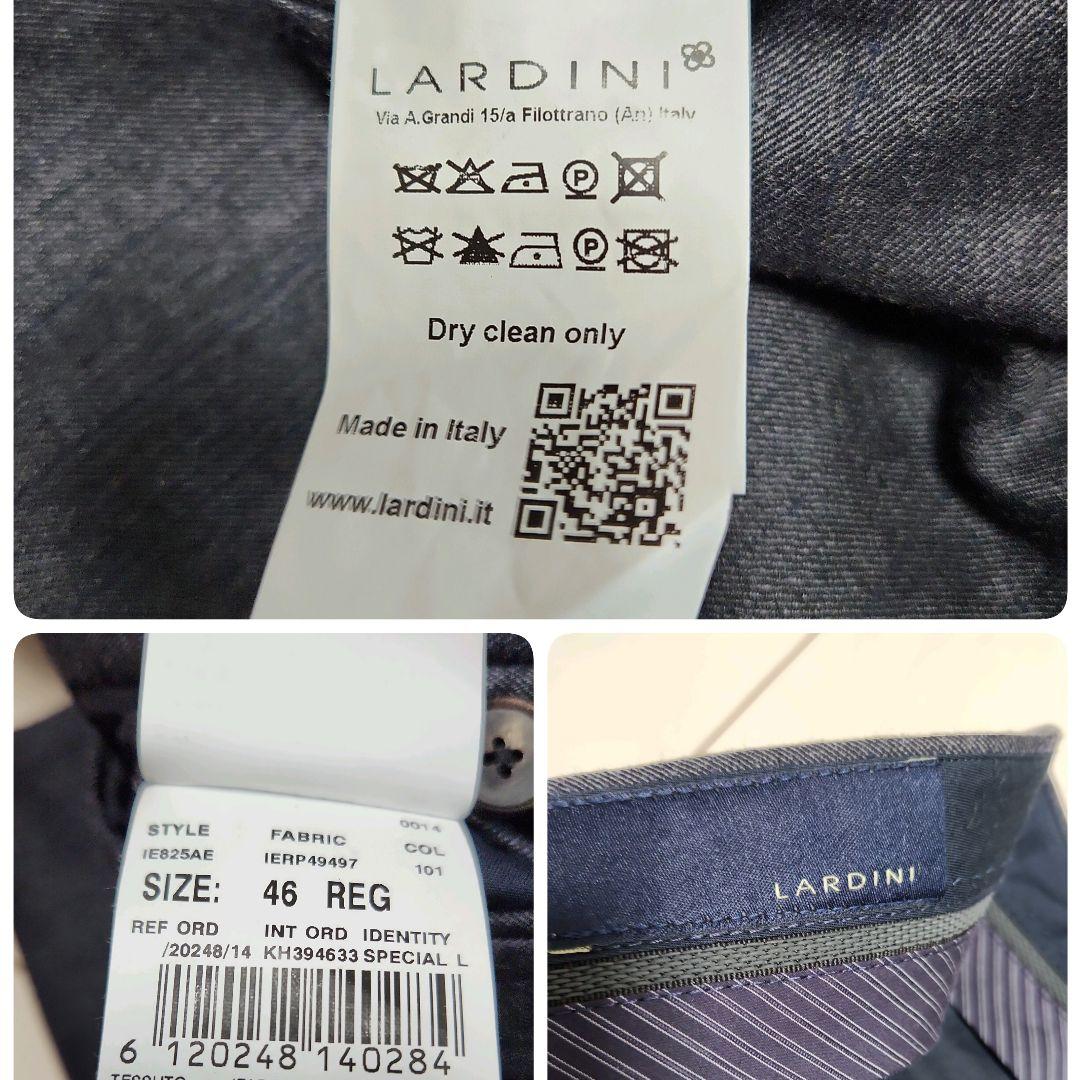 LARDINI
Via A.Grandi 15/a Filottrano (An) Italy
P
P
Dry clean only
Made in Italy
www.lardini.it
STYLE FABRIC 0014
IE825AE IERP49497 COL
101
SIZE: 46 REG
REF ORD INT ORD IDENTITY
/20248/14 KH394633 SPECIAL L
6 120248 140284
LARDINI